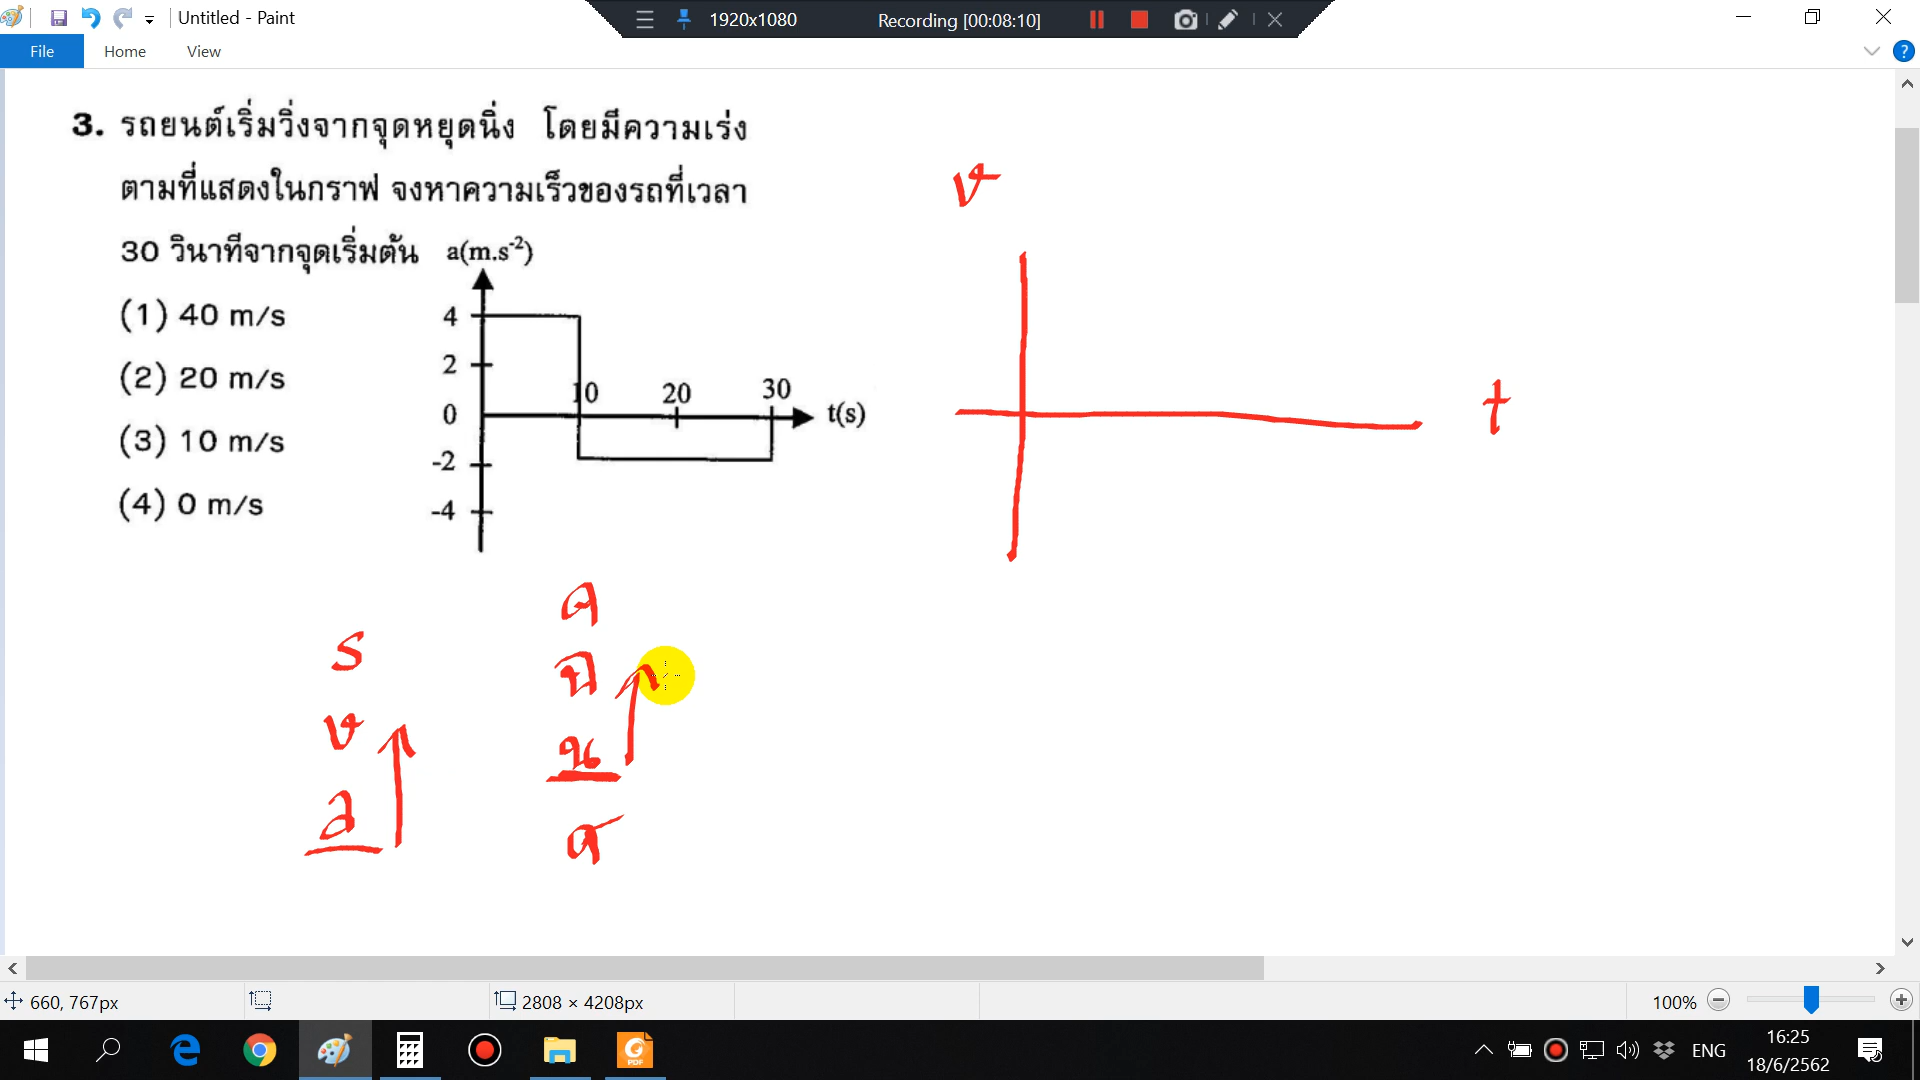 Untitled - Paint
1920x1080
Recording [00:08:10]
File
Home
View
3. รถยนต์เริ่มวิ่งจากจุดหยุดนิ่ง โดยมีความเร่ง
ตามที่แสดงในกราฟ จงหาความเร็วของรถที่เวลา
30 วินาทีจากจุดเริ่มต้น
a(m.s⁻²)
(1) 40 m/s
(2) 20 m/s
(3) 10 m/s
(4) 0 m/s
4
2
0
-2
-4
10
20
30
t(s)
v
t
s
v
a
660, 767px
2808 × 4208px
100%
PDF
ENG
16:25
18/6/2562